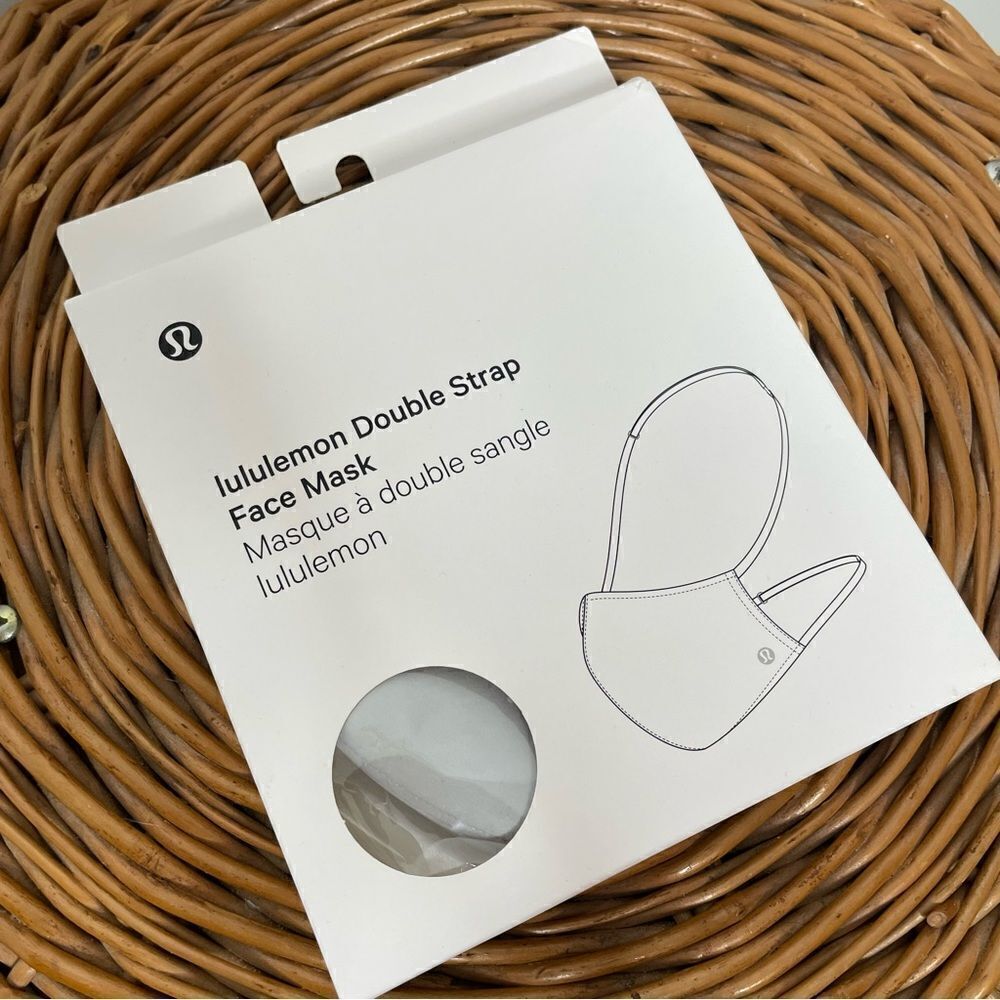 lululemon Double Strap
Face Mask
Masque à double sangle
lululemon